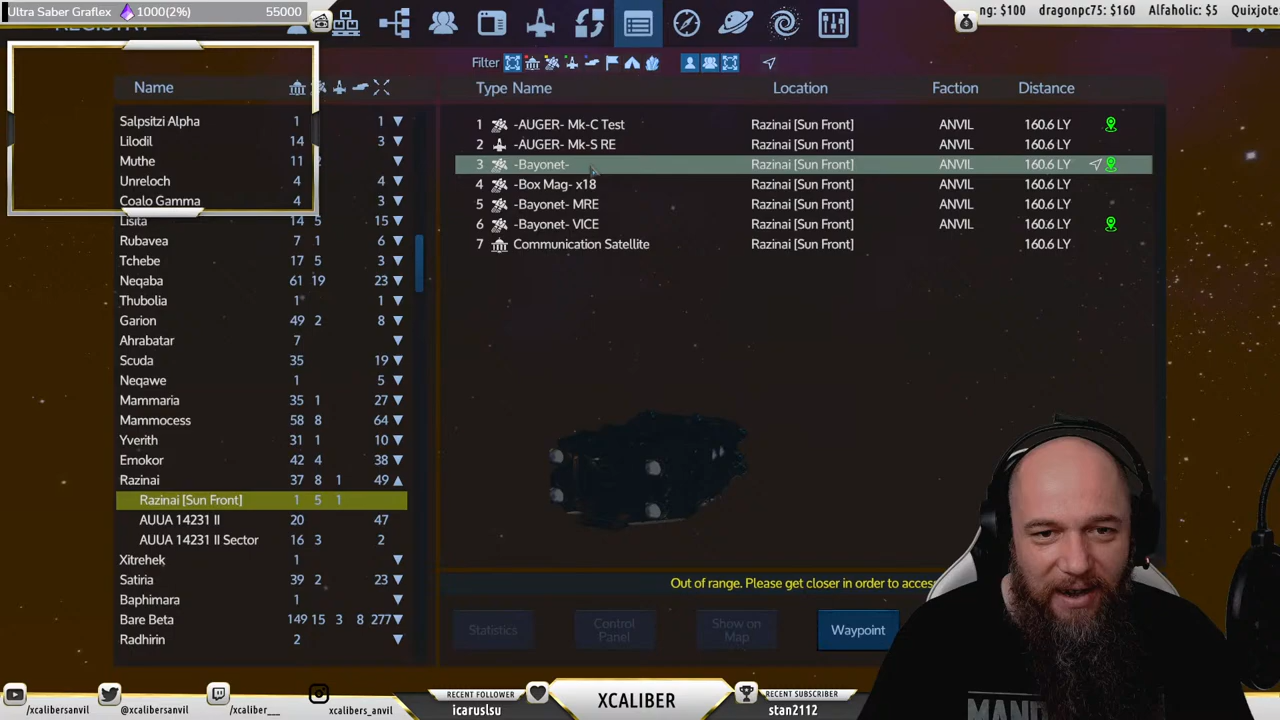 Ultra Saber Graflex 1000(2%) 55000
ng: $100 dragonpc75: $160 Alfaholic: $5 Quixjote
REGISTRY
Filter
Name
Type Name Location Faction Distance
Salpsitzi Alpha 1 1
Lilodil 14 3
Muthe 11 2
Unreloch 4 4
Coalo Gamma 4 3
Lisita 14 5 15
Rubavea 7 1 6
Tchebe 17 5 3
Neqaba 61 19 23
Thubolia 1 1
Garion 49 2 8
Ahrabatar 7
Scuda 35 19
Neqawe 1 5
Mammaria 35 1 27
Mammocess 58 8 64
Yverith 31 1 10
Emokor 42 4 38
Razinai 37 8 1 49
Razinai [Sun Front] 1 5 1
AUUA 14231 II 20 47
AUUA 14231 II Sector 16 3 2
Xitrehek 1
Satiria 39 2 23
Baphimara 1
Bare Beta 149 15 3 8 277
Radhirin 2
1 -AUGER- Mk-C Test Razinai [Sun Front] ANVIL 160.6 LY
2 -AUGER- Mk-S RE Razinai [Sun Front] ANVIL 160.6 LY
3 -Bayonet- Razinai [Sun Front] ANVIL 160.6 LY
4 -Box Mag- x18 Razinai [Sun Front] ANVIL 160.6 LY
5 -Bayonet- MRE Razinai [Sun Front] ANVIL 160.6 LY
6 -Bayonet- VICE Razinai [Sun Front] ANVIL 160.6 LY
7 Communication Satellite Razinai [Sun Front] 160.6 LY
Out of range. Please get closer in order to acces
Statistics
Control
Panel
Show on
Map
Waypoint
MAN
/xcalibersanvil @xcalibersanvil /xcaliber___ xcalibers_anvil
RECENT FOLLOWER
icaruslsu
XCALIBER
RECENT SUBSCRIBER
stan2112